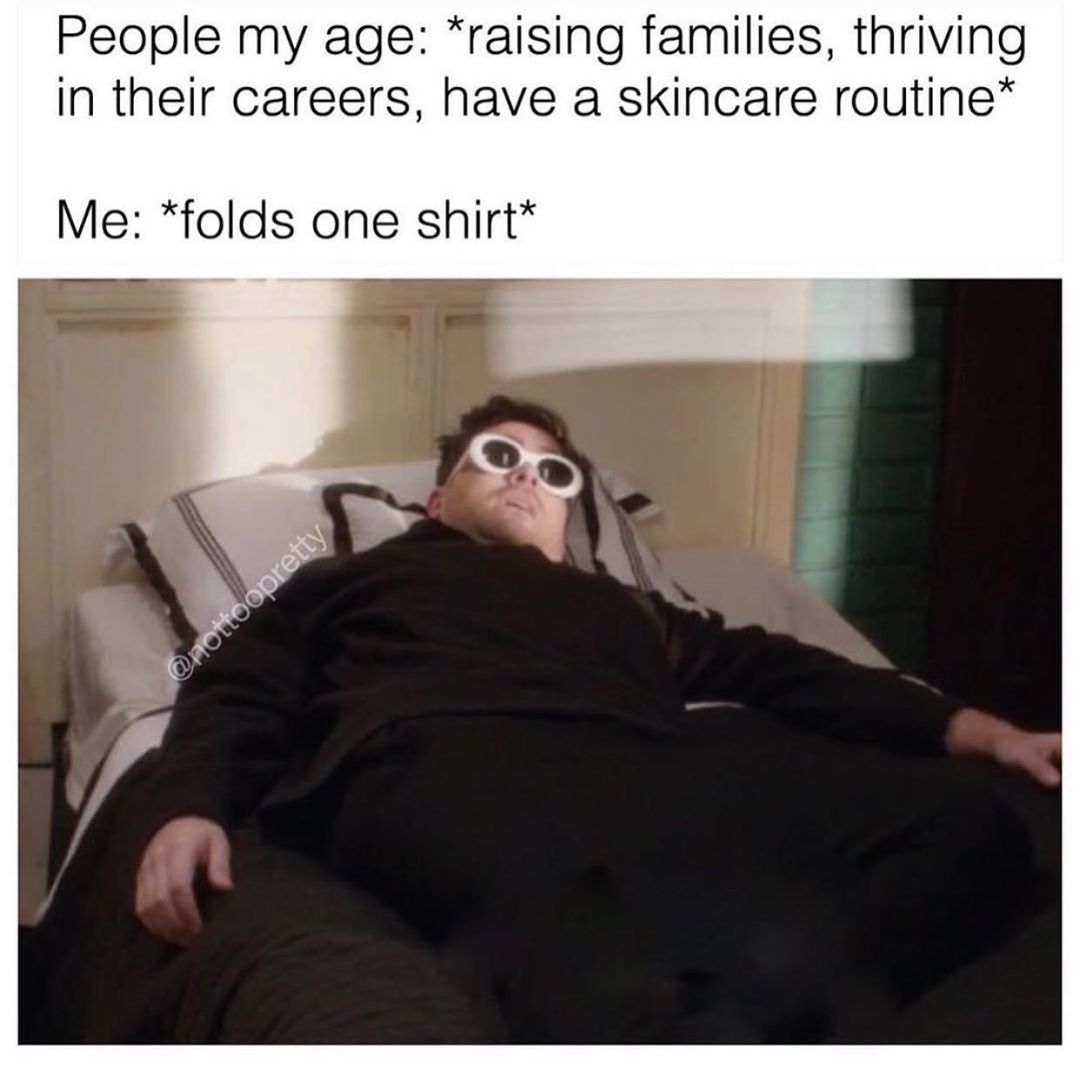 People my age: *raising families, thriving
in their careers, have a skincare routine*
Me: *folds one shirt*
@nottoopretty